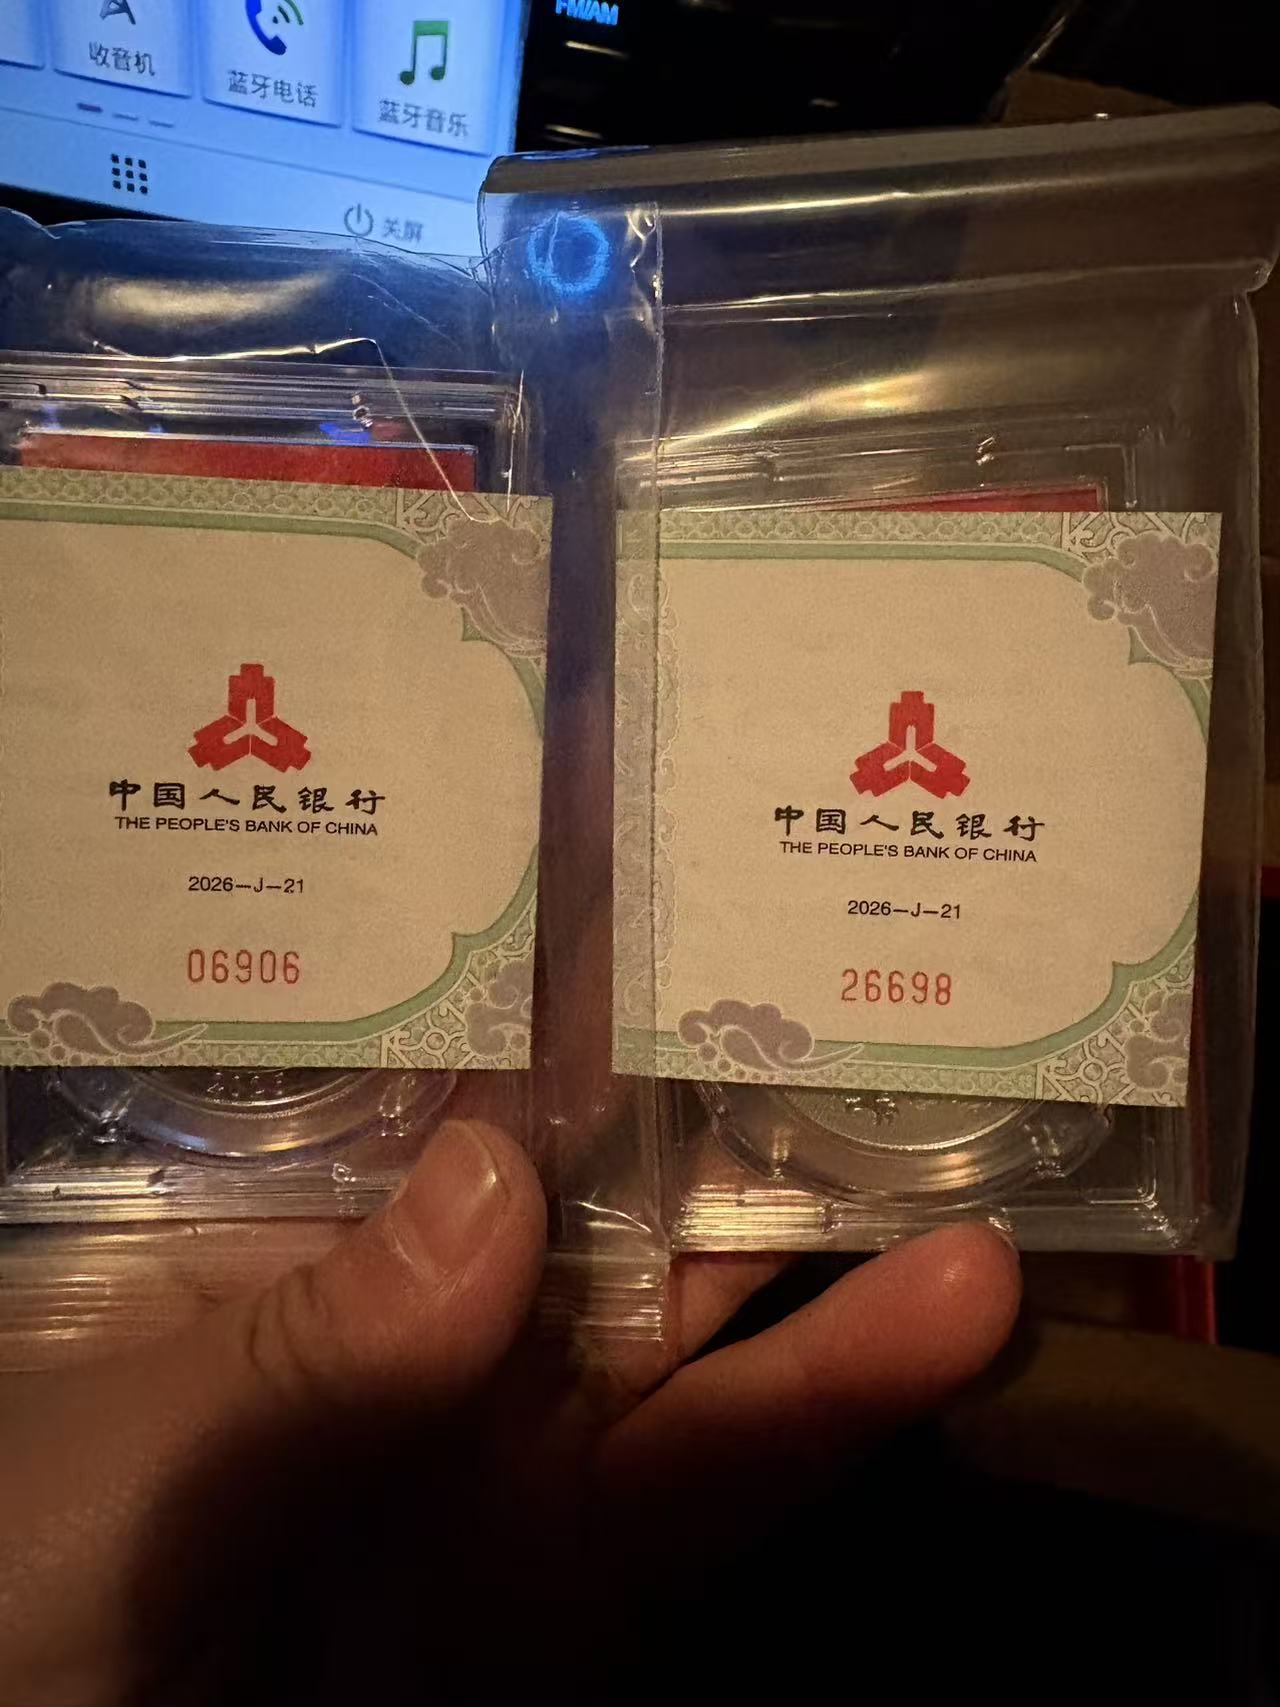 FM/AM
收音机
蓝牙电话
蓝牙音乐
关屏
中国人民银行
THE PEOPLE'S BANK OF CHINA
2026-J-21
06906
中国人民银行
THE PEOPLE'S BANK OF CHINA
2026-J-21
26698